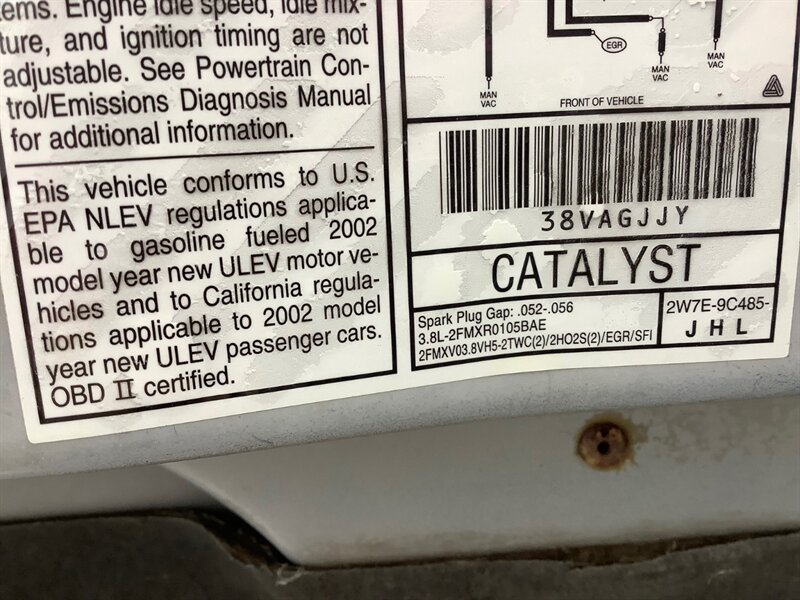 tems. Engine idle speed, idle mix-
ture, and ignition timing are not
adjustable. See Powertrain Con-
trol/Emissions Diagnosis Manual
for additional information.
This vehicle conforms to U.S.
EPA NLEV regulations applica-
ble to gasoline fueled 2002
model year new ULEV motor ve-
hicles and to California regula-
tions applicable to 2002 model
year new ULEV passenger cars.
OBD II certified.
EGR
MAN
VAC
MAN
VAC
MAN
VAC
FRONT OF VEHICLE
38VAGJJY
CATALYST
Spark Plug Gap: .052-.056
3.8L-2FMXR0105BAE
2FMXV03.8VH5-2TWC(2)/2HO2S(2)/EGR/SFI
2W7E-9C485-
JHL